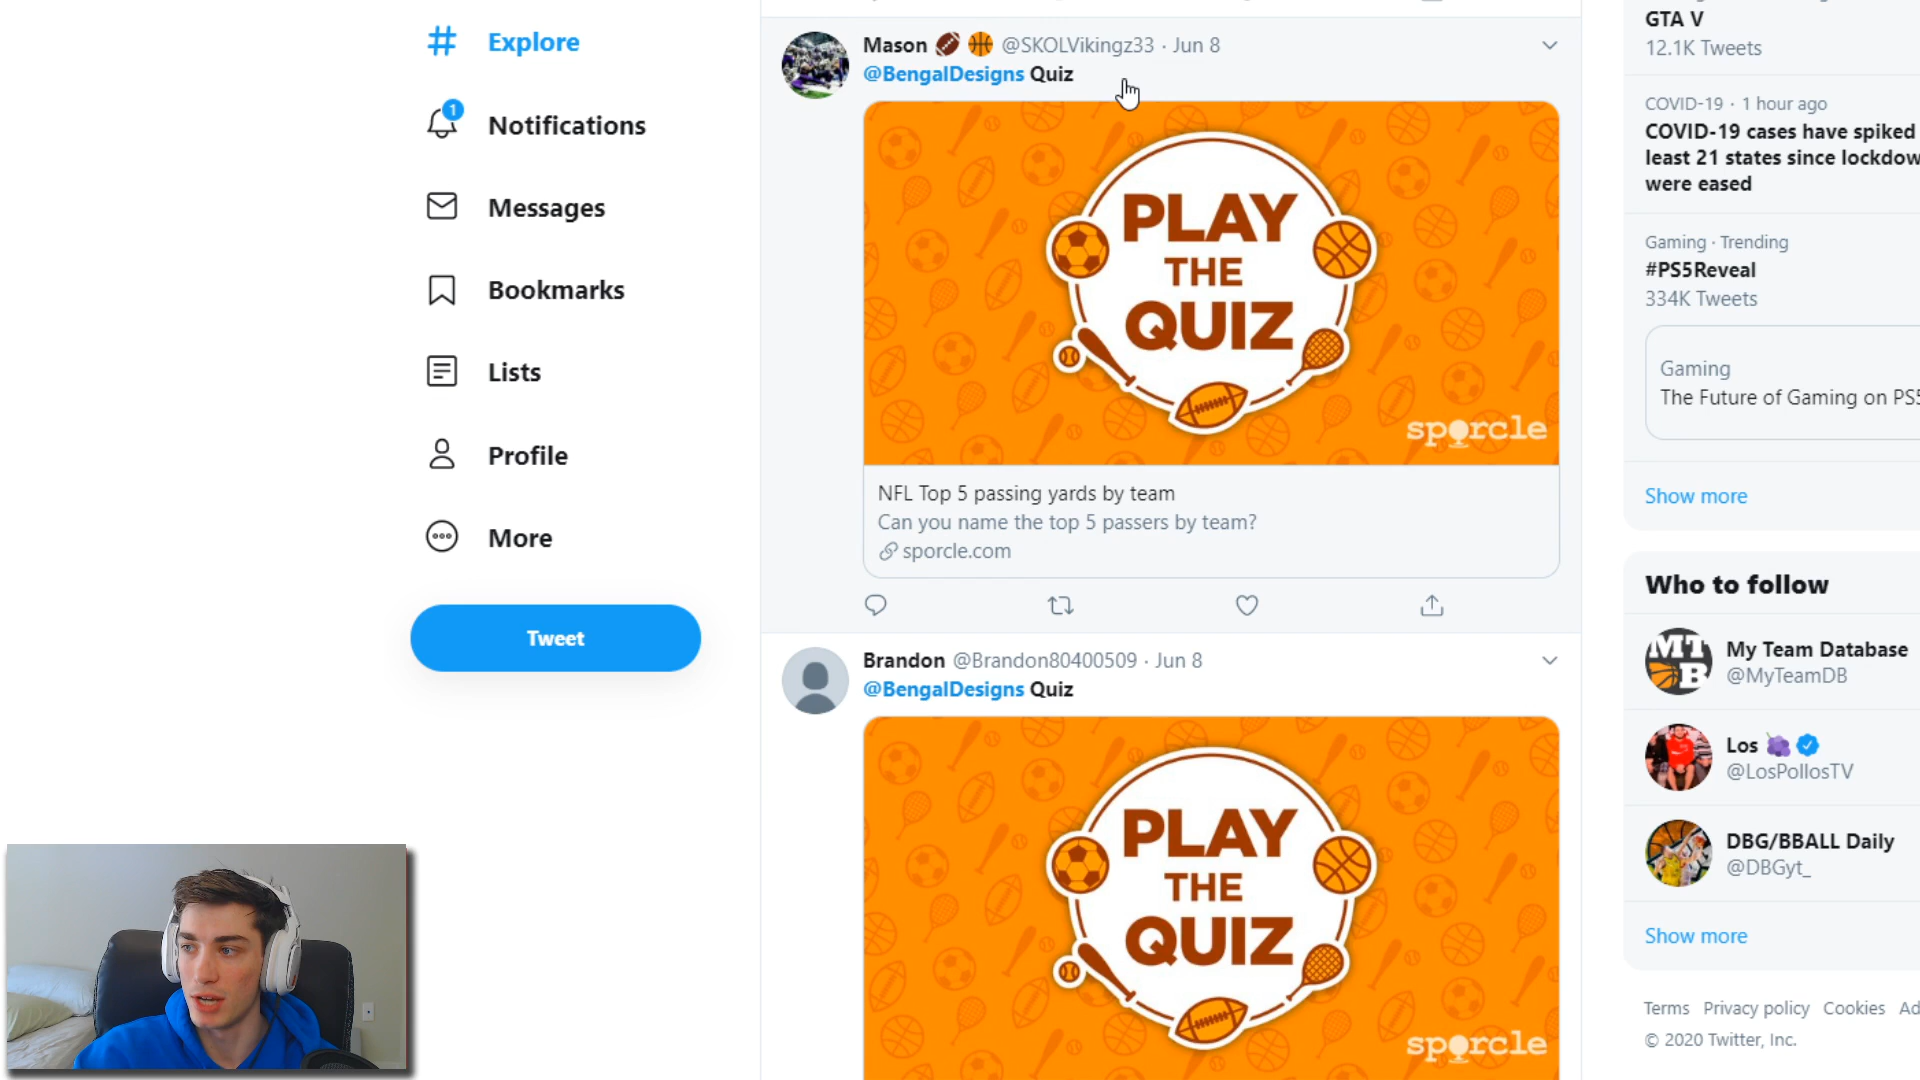 Explore
1
Notifications
Messages
Bookmarks
Lists
Profile
More
Tweet
Mason @SKOLVikingz33 · Jun 8
@BengalDesigns Quiz
PLAY
THE
QUIZ
sporcle
NFL Top 5 passing yards by team
Can you name the top 5 passers by team?
sporcle.com
Brandon @Brandon80400509 · Jun 8
@BengalDesigns Quiz
PLAY
THE
QUIZ
sporcle
GTA V
12.1K Tweets
COVID-19 · 1 hour ago
COVID-19 cases have spiked
least 21 states since lockdow
were eased
Gaming · Trending
#PS5Reveal
334K Tweets
Gaming
The Future of Gaming on PS5
Show more
Who to follow
MT
B
My Team Database
@MyTeamDB
Los
@LosPollosTV
DBG/BBALL Daily
@DBGyt_
Show more
Terms Privacy policy Cookies Ad
© 2020 Twitter, Inc.